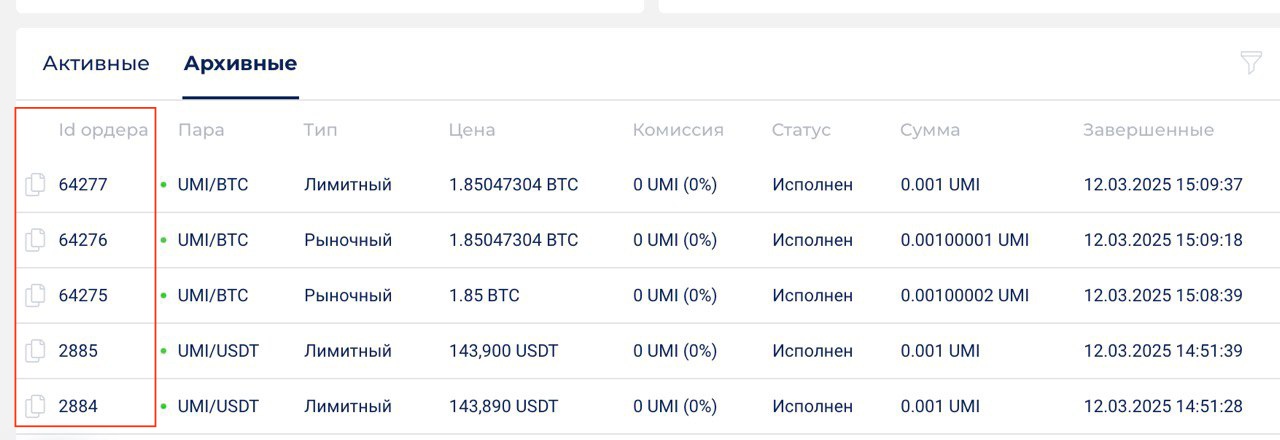 Активные Архивные
Id ордера Пара Тип Цена Комиссия Статус Сумма Завершенные
64277 UMI/BTC Лимитный 1.85047304 BTC 0 UMI (0%) Исполнен 0.001 UMI 12.03.2025 15:09:37
64276 UMI/BTC Рыночный 1.85047304 BTC 0 UMI (0%) Исполнен 0.00100001 UMI 12.03.2025 15:09:18
64275 UMI/BTC Рыночный 1.85 BTC 0 UMI (0%) Исполнен 0.00100002 UMI 12.03.2025 15:08:39
2885 UMI/USDT Лимитный 143,900 USDT 0 UMI (0%) Исполнен 0.001 UMI 12.03.2025 14:51:39
2884 UMI/USDT Лимитный 143,890 USDT 0 UMI (0%) Исполнен 0.001 UMI 12.03.2025 14:51:28